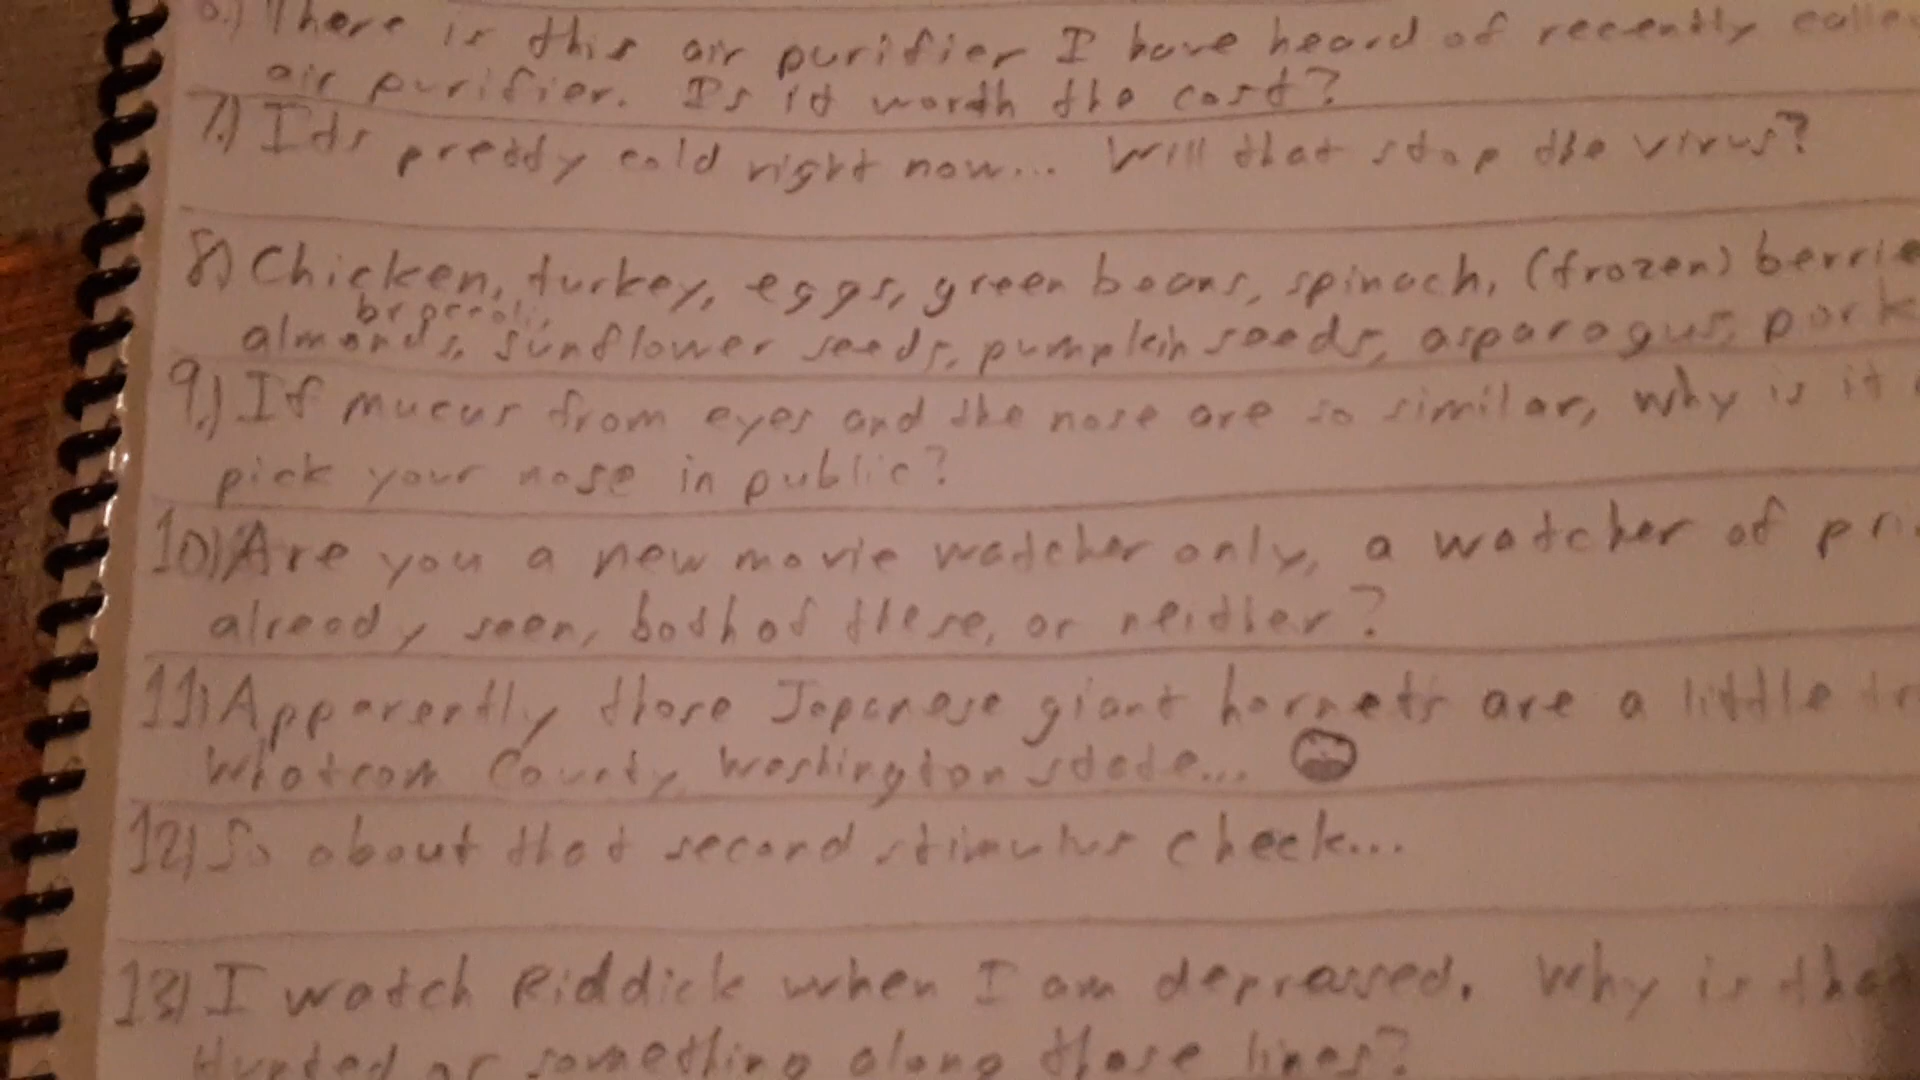 6.) There is this air purifier I have heard of recently
air purifier. Is it worth the cost?
7.) Its pretty cold right now... Will that stop the virus?
8) Chicken, turkey, eggs, green beans, spinach, (frozen)
broccoli,
almonds, sunflower seeds, pumpkin seeds, asparagus, pork
9.) If mucus from eyes and the nose are so similar, why is it
pick your nose in public?
10) Are you a new movie watcher only, a watcher of
already seen, both of these, or neither?
11) Apparently those Japanese giant hornets are a little
Whatcom County, Washington state...
12) So about that second stimulus check...
13) I watch Riddick when I am depressed. Why is that
Hunted or something along those lines?